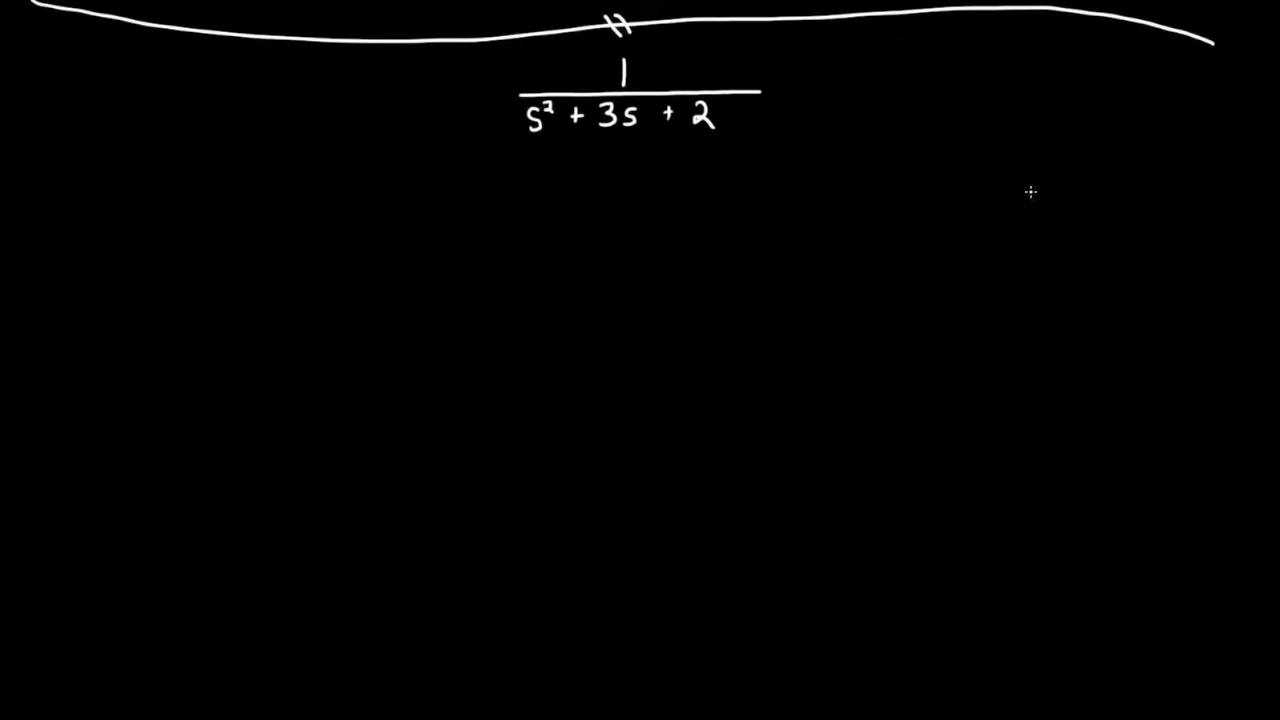 1
s² + 3s + 2